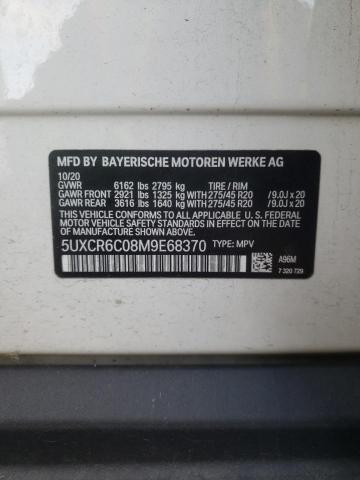 MFD BY BAYERISCHE MOTOREN WERKE AG
10/20
GVWR 6162 lbs 2795 kg TIRE / RIM
GAWR FRONT 2921 lbs 1325 kg WITH 275/45 R20 /9.0J x 20
GAWR REAR 3616 lbs 1640 kg WITH 275/45 R20 /9.0J x 20
THIS VEHICLE CONFORMS TO ALL APPLICABLE U. S. FEDERAL
MOTOR VEHICLE SAFETY STANDARDS IN EFFECT ON THE
DATE OF MANUFACTURE SHOWN ABOVE.
5UXCR6C08M9E68370 TYPE: MPV
A96M
7 320 729